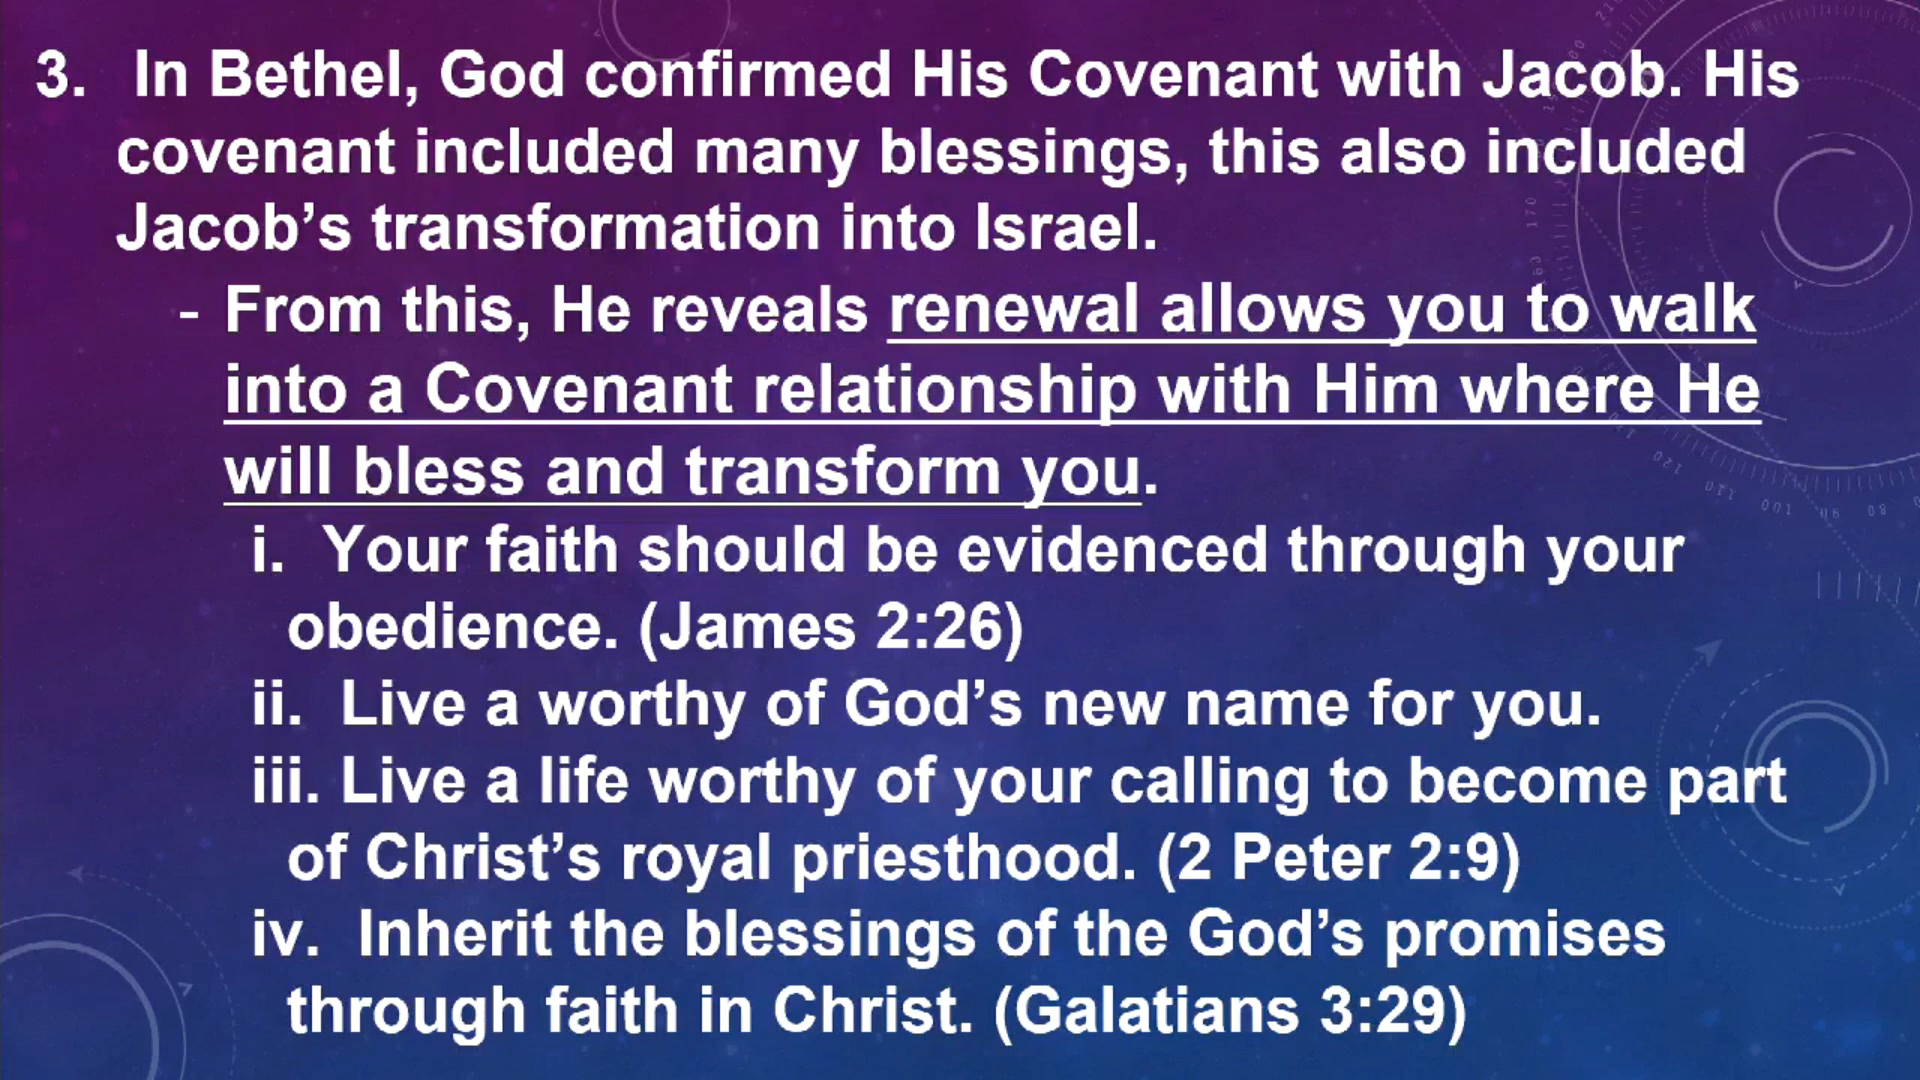 3. In Bethel, God confirmed His Covenant with Jacob. His
covenant included many blessings, this also included
Jacob’s transformation into Israel.
- From this, He reveals renewal allows you to walk
into a Covenant relationship with Him where He
will bless and transform you.
i. Your faith should be evidenced through your
obedience. (James 2:26)
ii. Live a worthy of God’s new name for you.
iii. Live a life worthy of your calling to become part
of Christ’s royal priesthood. (2 Peter 2:9)
iv. Inherit the blessings of the God’s promises
through faith in Christ. (Galatians 3:29)